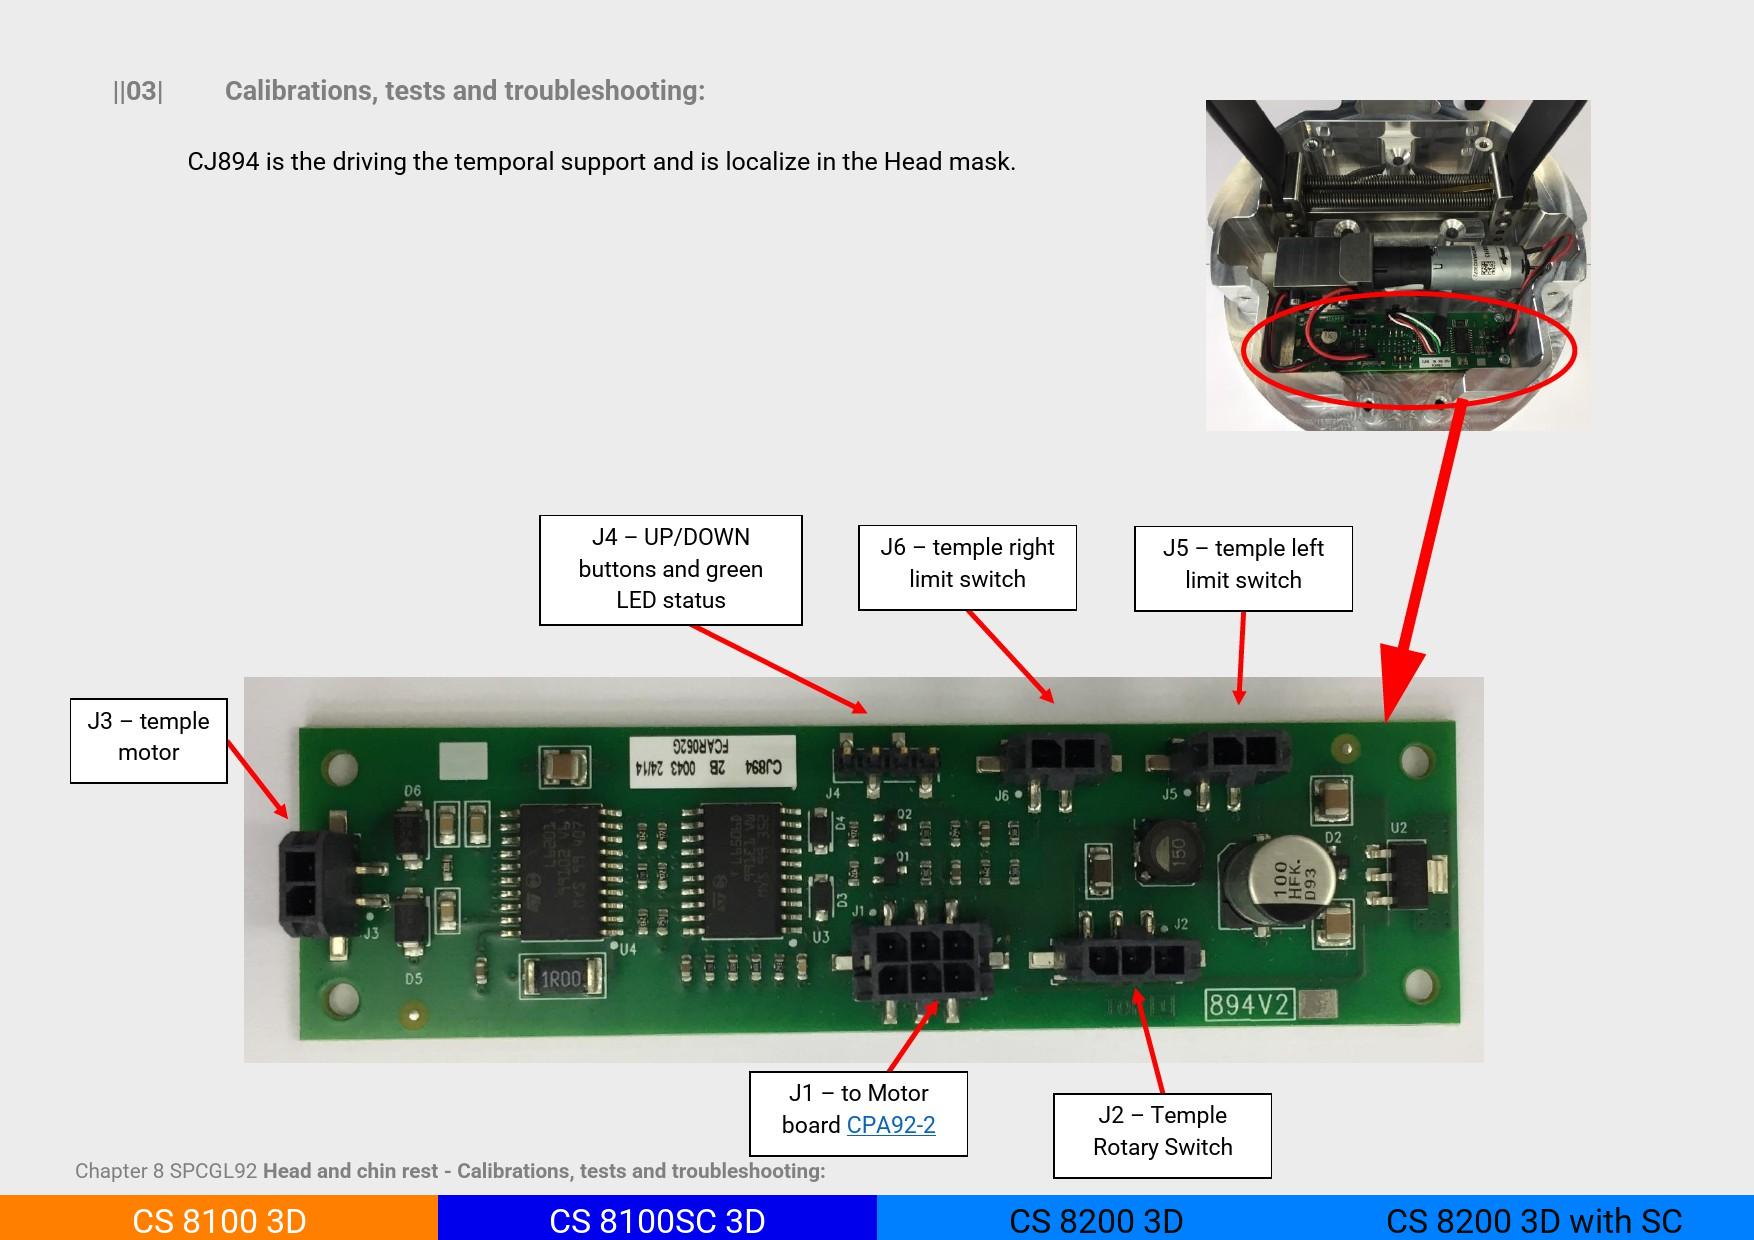 ||03| Calibrations, tests and troubleshooting:
CJ894 is the driving the temporal support and is localize in the Head mask.
J4 – UP/DOWN
buttons and green
LED status
J6 – temple right
limit switch
J5 – temple left
limit switch
J3 – temple
motor
CJ894 2B 0043 24/14
FCAR062G
J4
J6
J5
D6
Q2
D4
D2
U2
150
100
HFK.
D93
Q1
D3
J1
J2
J3
U4
U3
D5
1R00
894V2
J1 – to Motor
board CPA92-2
J2 – Temple
Rotary Switch
Chapter 8 SPCGL92 Head and chin rest - Calibrations, tests and troubleshooting:
CS 8100 3D
CS 8100SC 3D
CS 8200 3D
CS 8200 3D with SC